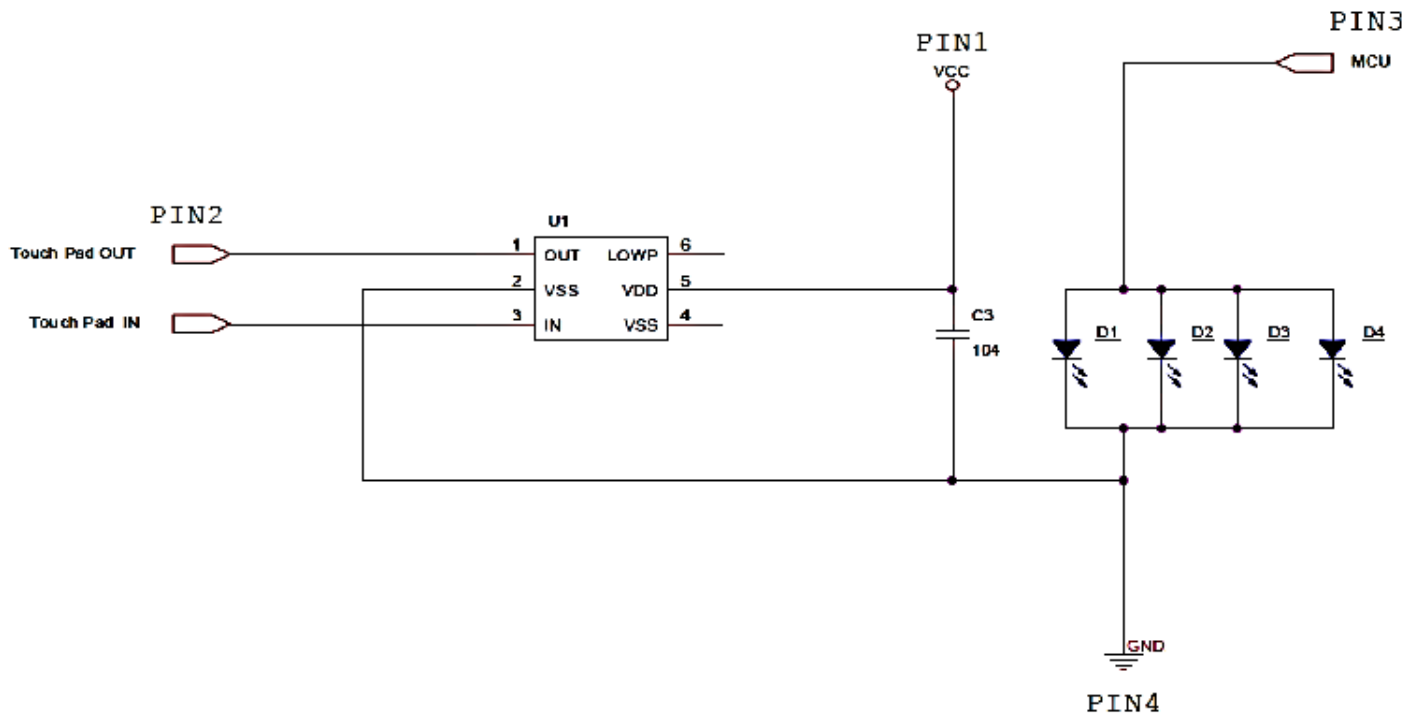 PIN3
MCU
PIN1
VCC
PIN2
Touch Pad OUT
Touch Pad IN
U1
1 OUT LOWP 6
2 VSS VDD 5
3 IN VSS 4
C3
104
D1 D2 D3 D4
GND
PIN4